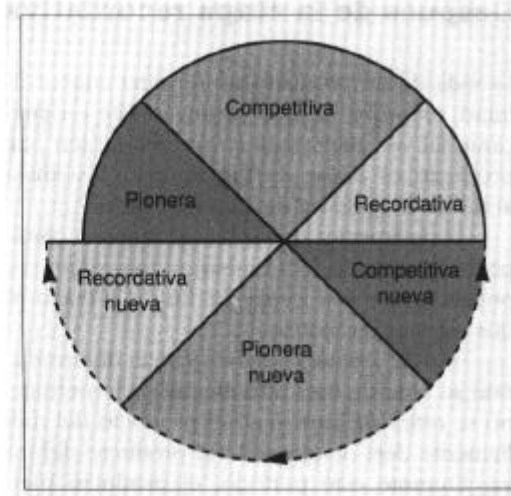 Competitiva
Pionera
Recordativa
Recordativa
nueva
Competitiva
nueva
Pionera
nueva